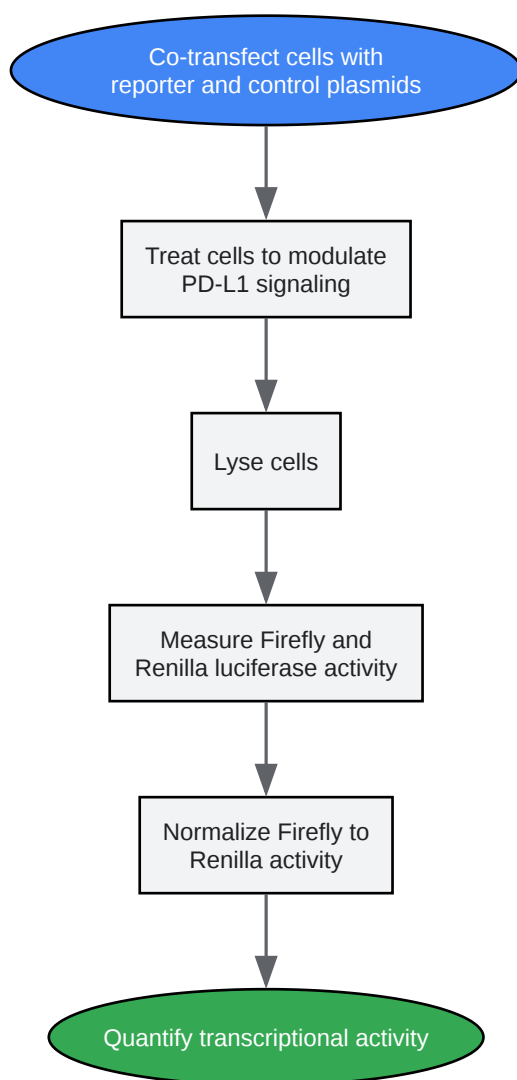 Co-transfect cells with
reporter and control plasmids
Treat cells to modulate
PD-L1 signaling
Lyse cells
Measure Firefly and
Renilla luciferase activity
Normalize Firefly to
Renilla activity
Quantify transcriptional activity